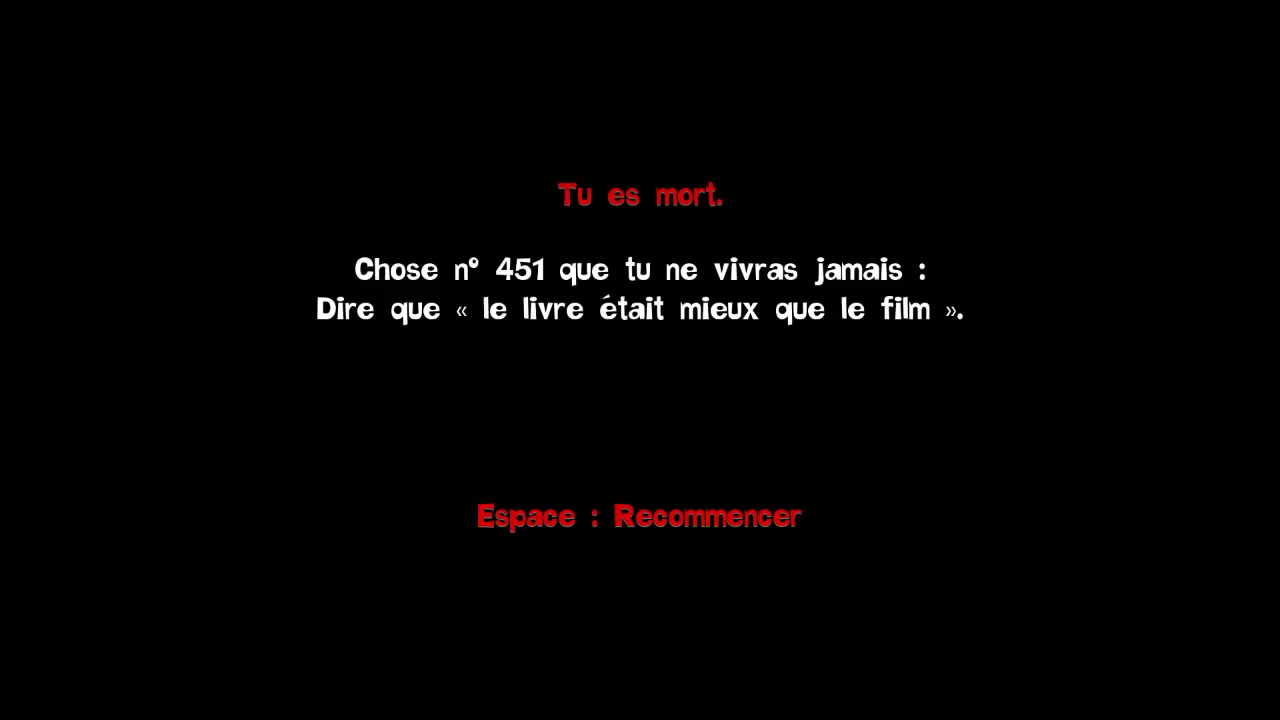 Tu es mort.
Chose n° 451 que tu ne vivras jamais :
Dire que « le livre était mieux que le film ».
Espace : Recommencer